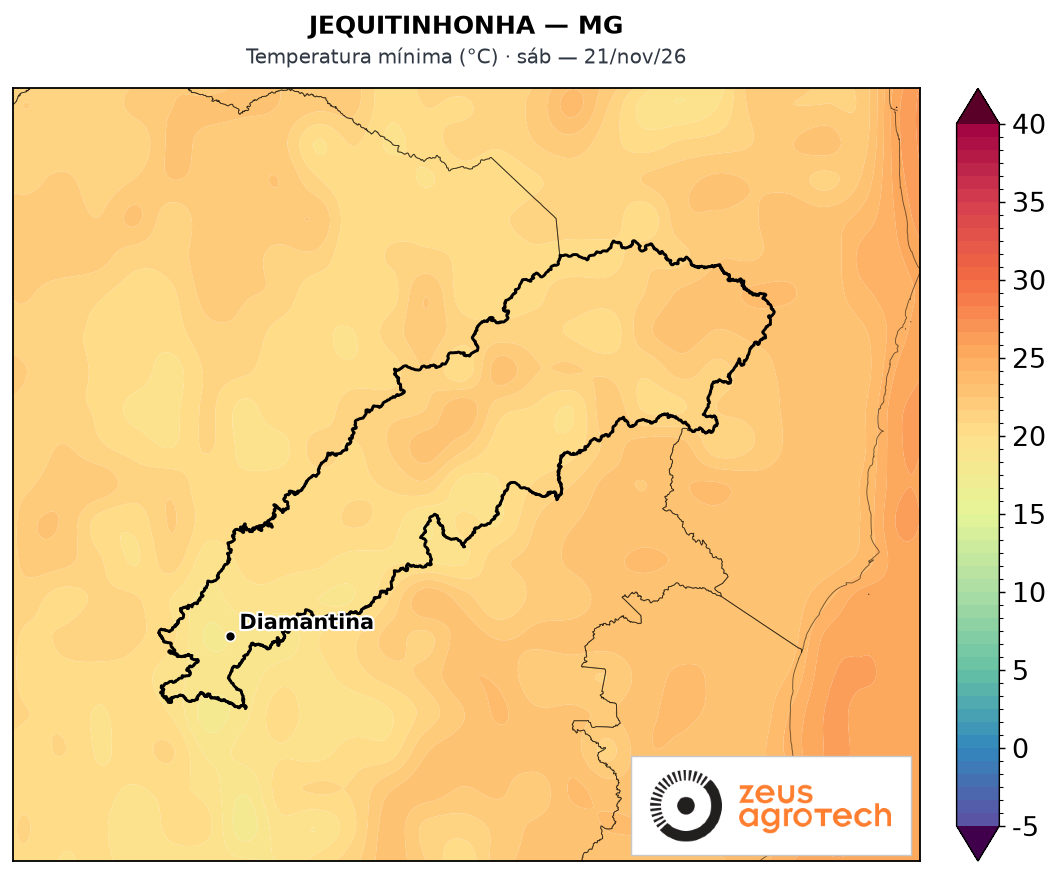 JEQUITINHONHA — MG
Temperatura mínima (°C) · sáb — 21/nov/26
40
35
30
25
20
15
10
5
0
-5
Diamantina
zeus
agrotech